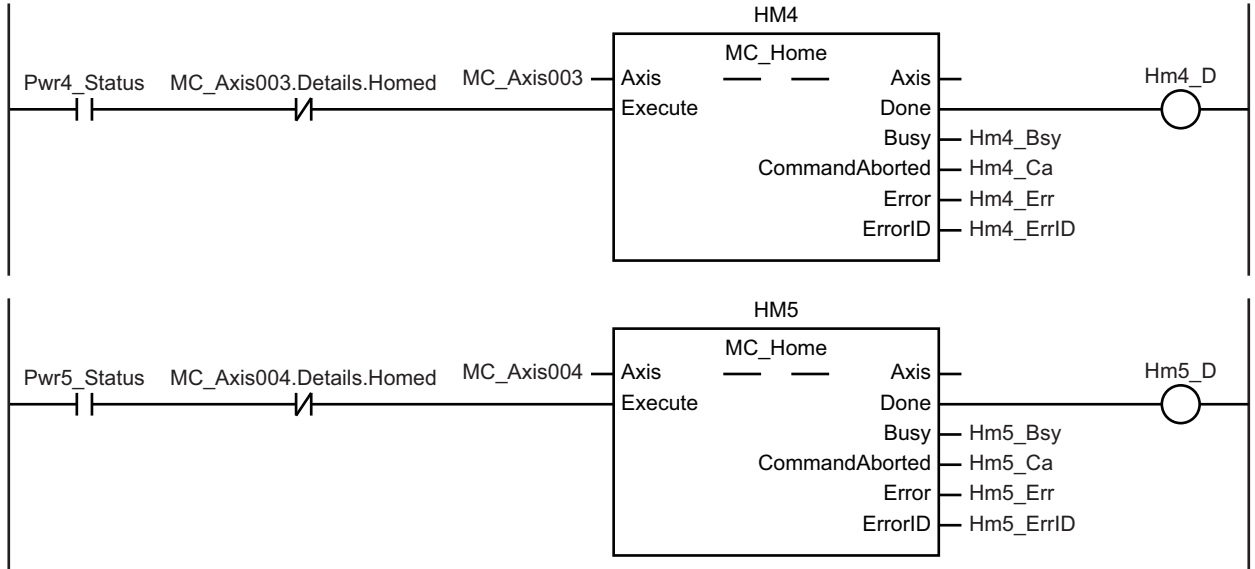 HM4
MC_Home
Pwr4_Status MC_Axis003.Details.Homed MC_Axis003 Axis Axis Hm4_D
Execute Done
Busy Hm4_Bsy
CommandAborted Hm4_Ca
Error Hm4_Err
ErrorID Hm4_ErrID
HM5
MC_Home
Pwr5_Status MC_Axis004.Details.Homed MC_Axis004 Axis Axis Hm5_D
Execute Done
Busy Hm5_Bsy
CommandAborted Hm5_Ca
Error Hm5_Err
ErrorID Hm5_ErrID